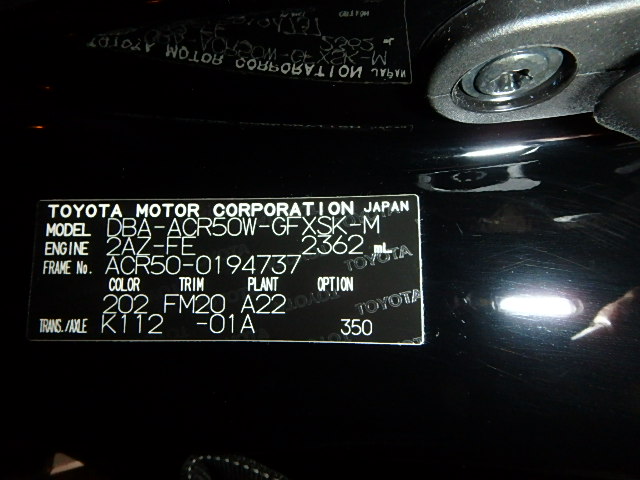 TOYOTA MOTOR CORPORATION JAPAN
MODEL DBA-ACR50W-GFXSK-M
ENGINE 2AZ-FE 2362 mL
FRAME No. ACR50-0194737
COLOR TRIM PLANT OPTION
202 FM20 A22
TRANS./AXLE K112 -01A 350
TOYOTA
TOYOTA
TOYOTA